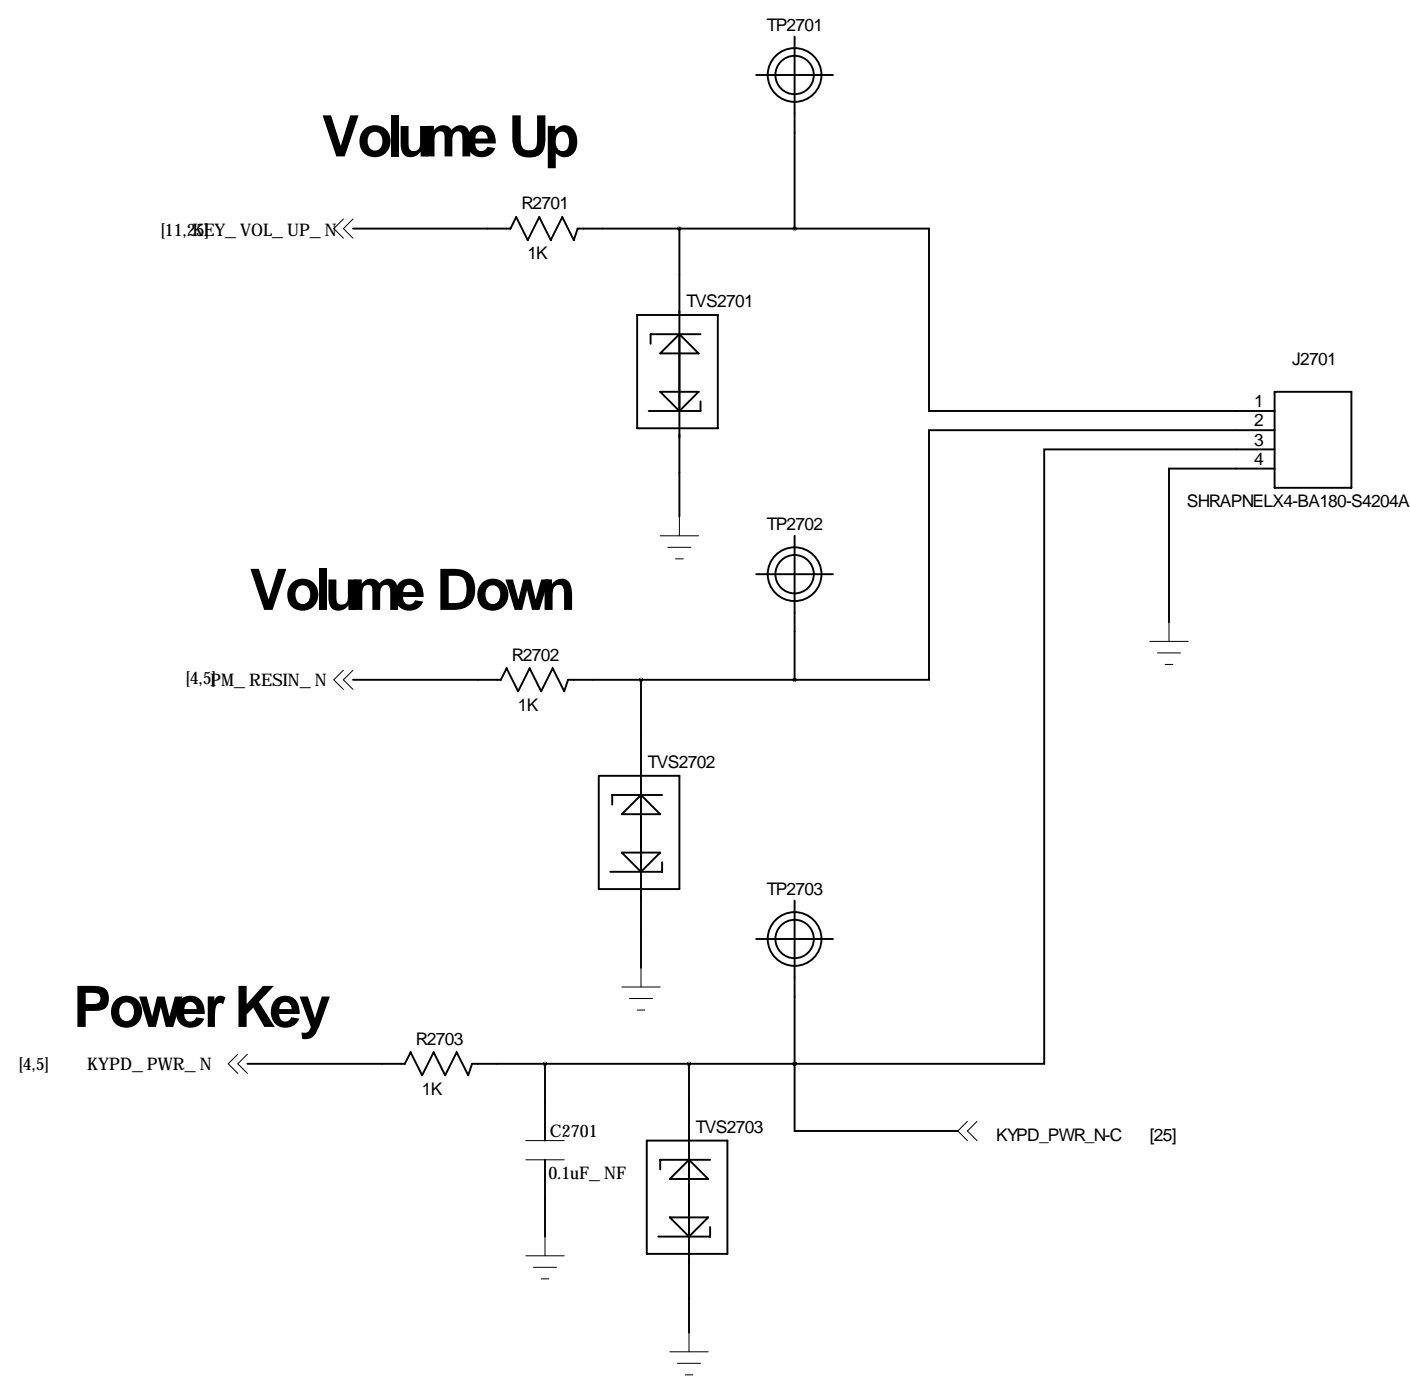 TP2701
Volume Up
R2701
[11,26]KEY_VOL_UP_N
1K
TVS2701
J2701
1
2
3
4
SHRAPNELX4-BA180-S4204A
TP2702
Volume Down
R2702
[4,5]PM_RESIN_N
1K
TVS2702
TP2703
Power Key
R2703
[4,5] KYPD_PWR_N
1K
C2701
TVS2703
KYPD_PWR_N-C [25]
0.1uF_NF